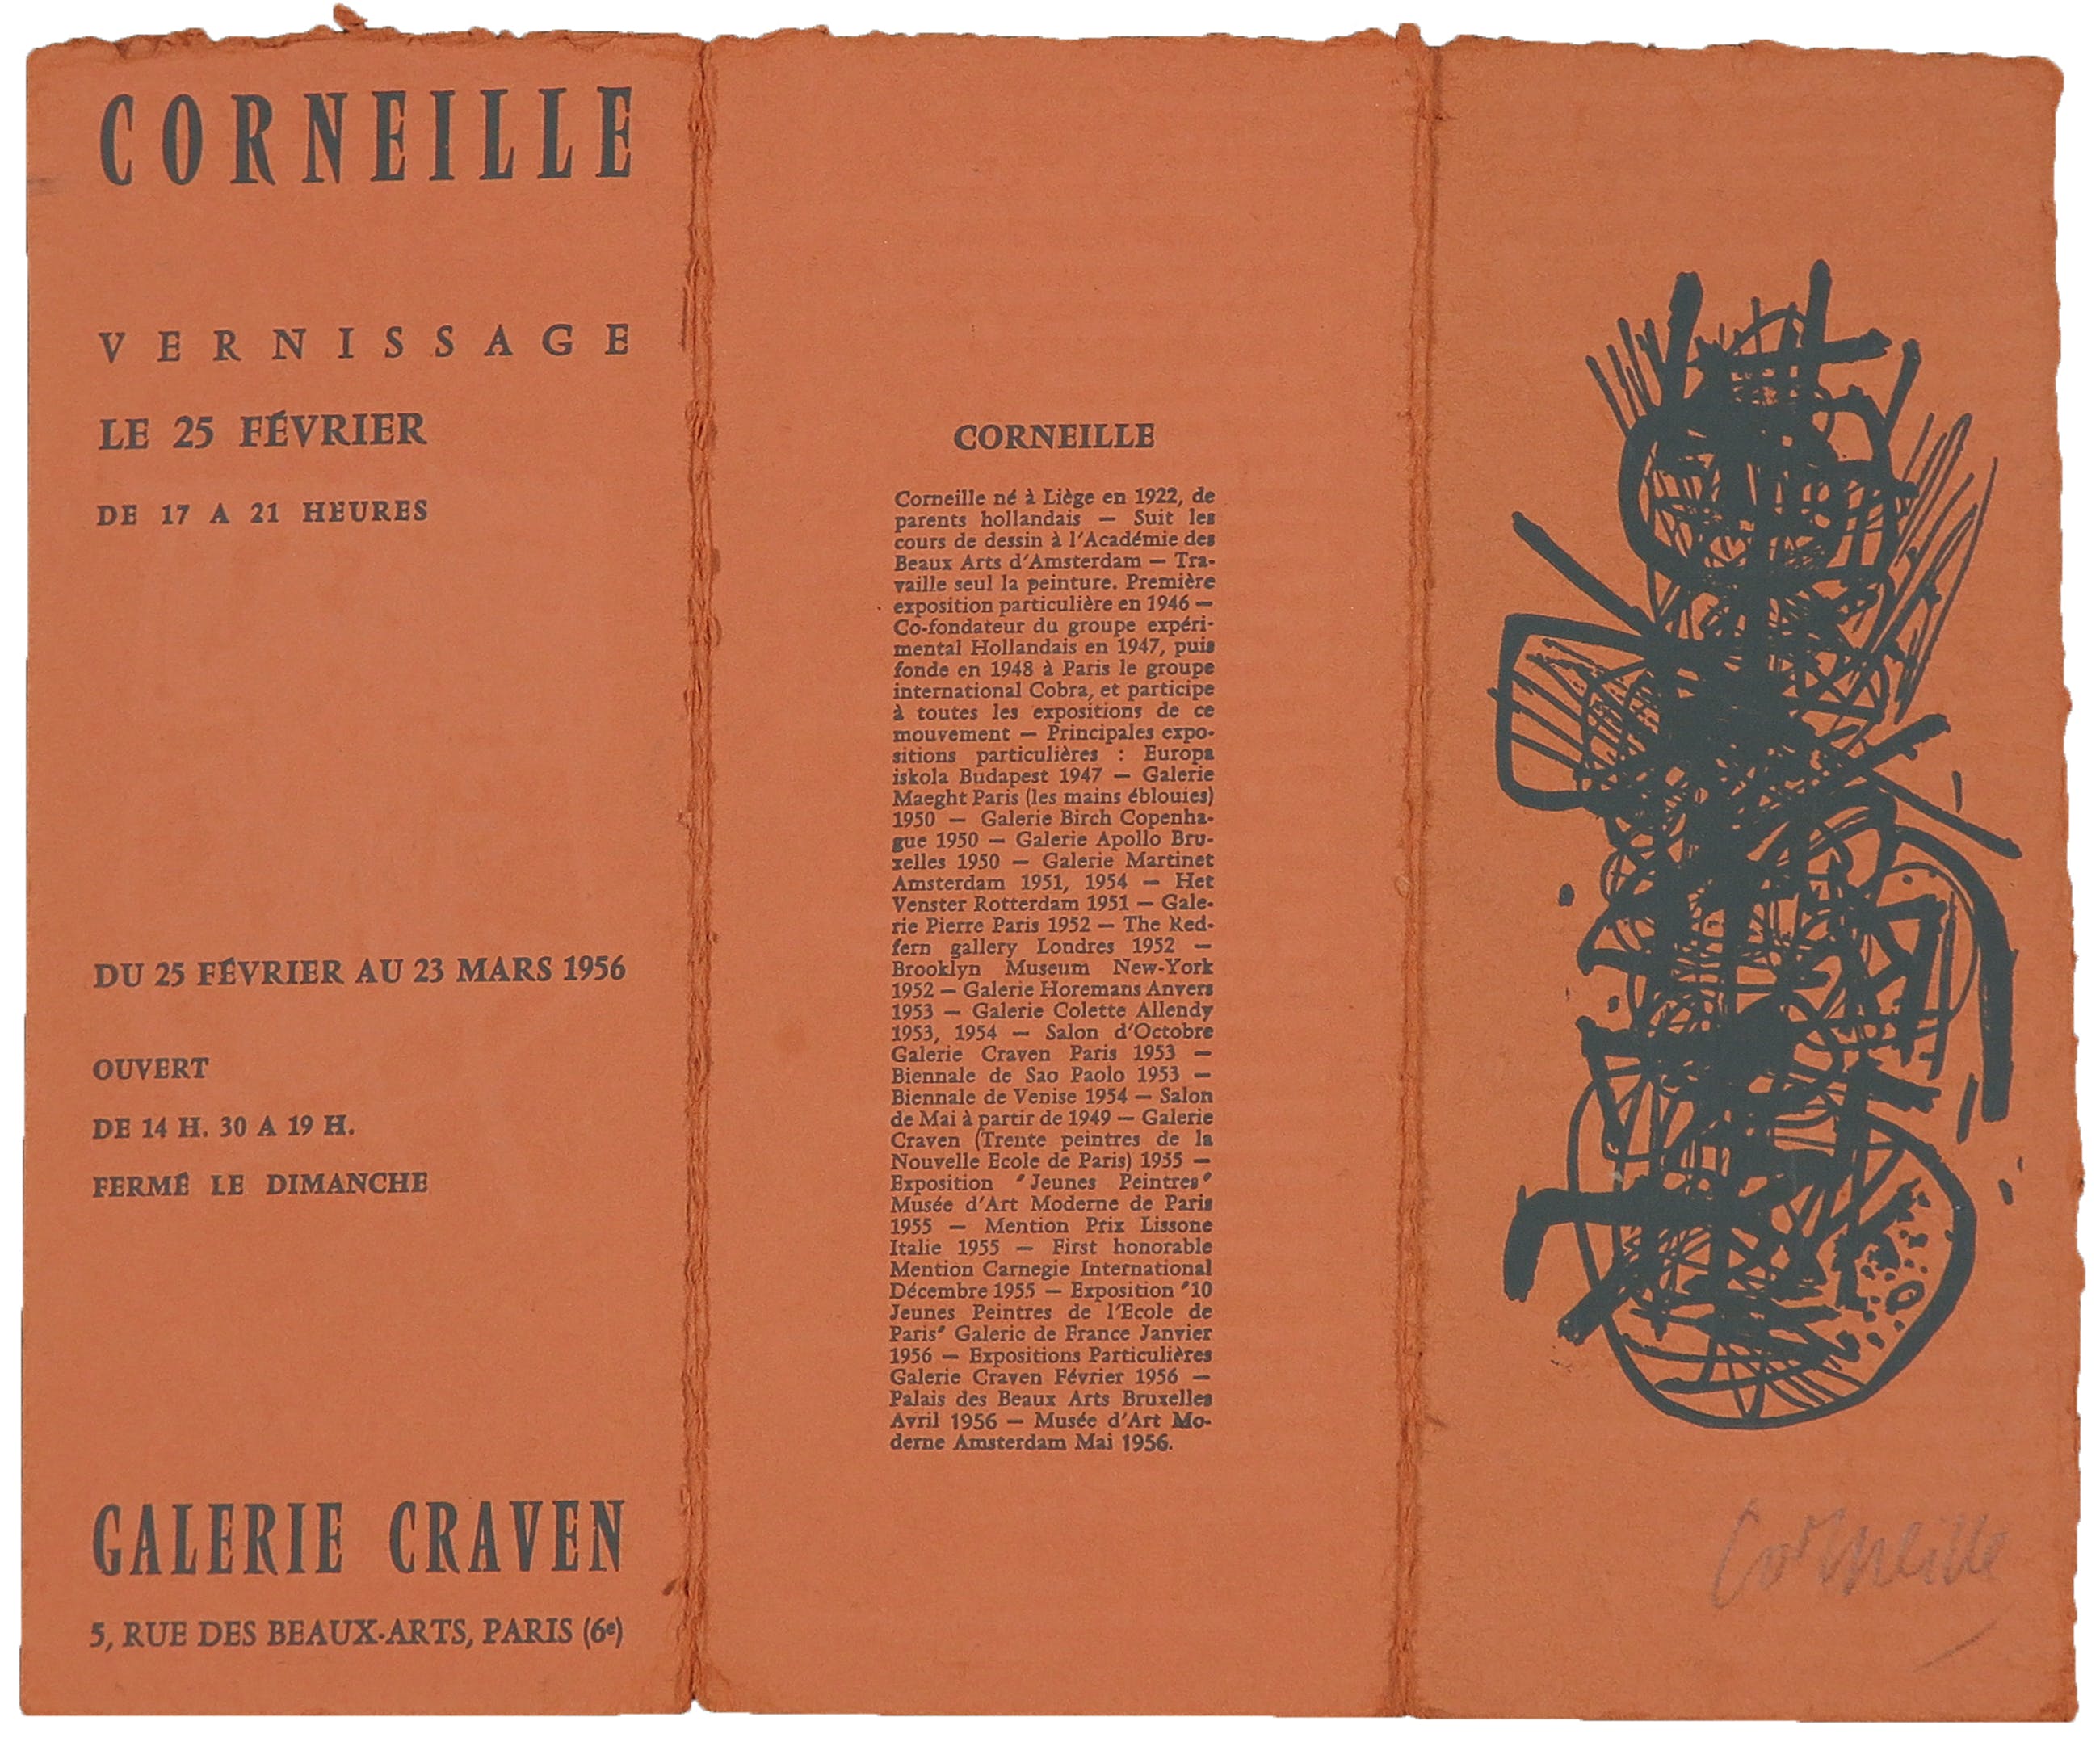 CORNEILLE
VERNISSAGE
LE 25 FÉVRIER
DE 17 A 21 HEURES
DU 25 FÉVRIER AU 23 MARS 1956
OUVERT
DE 14 H. 30 A 19 H.
FERMÉ LE DIMANCHE
GALERIE CRAVEN
5, RUE DES BEAUX-ARTS, PARIS (6e)
CORNEILLE
Corneille né à Liège en 1922, de
parents hollandais — Suit les
cours de dessin à l'Académie des
Beaux Arts d'Amsterdam — Tra-
vaille seul la peinture. Première
exposition particulière en 1946 —
Co-fondateur du groupe expéri-
mental Hollandais en 1947, puis
fonde en 1948 à Paris le groupe
international Cobra, et participe
à toutes les expositions de ce
mouvement — Principales expo-
sitions particulières : Europa
iskola Budapest 1947 — Galerie
Maeght Paris (les mains éblouies)
1950 — Galerie Birch Copenha-
gue 1950 — Galerie Apollo Bru-
xelles 1950 — Galerie Martinet
Amsterdam 1951, 1954 — Het
Venster Rotterdam 1951 — Gale-
rie Pierre Paris 1952 — The Red-
fern gallery Londres 1952 —
Brooklyn Museum New-York
1952 — Galerie Horemans Anvers
1953 — Galerie Colette Allendy
1953, 1954 — Salon d'Octobre
Galerie Craven Paris 1953 —
Biennale de Sao Paolo 1953 —
Biennale de Venise 1954 — Salon
de Mai à partir de 1949 — Galerie
Craven (Trente peintres de la
Nouvelle Ecole de Paris) 1955 —
Exposition "Jeunes Peintres"
Musée d'Art Moderne de Paris
1955 — Mention Prix Lissone
Italie 1955 — First honorable
Mention Carnegie International
Décembre 1955 — Exposition "10
Jeunes Peintres de l'Ecole de
Paris" Galerie de France Janvier
1956 — Expositions Particulières
Galerie Craven Février 1956 —
Palais des Beaux Arts Bruxelles
Avril 1956 — Musée d'Art Mo-
derne Amsterdam Mai 1956.
Corneille